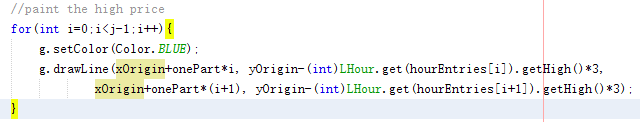 //paint the high price
for(int i=0;i<j-1;i++){
g.setColor(Color.BLUE);
g.drawLine(xOrigin+onePart*i, yOrigin-(int)LHour.get(hourEntries[i]).getHigh()*3,
xOrigin+onePart*(i+1), yOrigin-(int)LHour.get(hourEntries[i+1]).getHigh()*3);
}